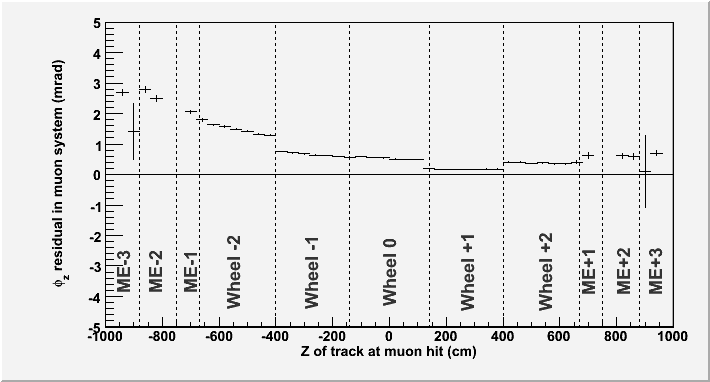 5
4
3
2
1
0
-1
-2
-3
-4
-5
ϕz residual in muon system (mrad)
ME-3
ME-2
ME-1
Wheel -2
Wheel -1
Wheel 0
Wheel +1
Wheel +2
ME+1
ME+2
ME+3
-1000 -800 -600 -400 -200 0 200 400 600 800 1000
Z of track at muon hit (cm)